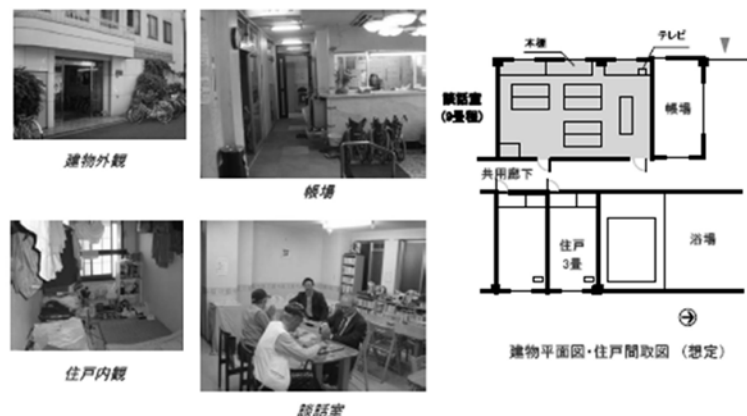 建物外観
帳場
住戸内観
談話室
本棚
テレビ
談話室
(9畳程)
帳場
共用廊下
住戸
3畳
浴場
建物平面図・住戸間取図 (想定)